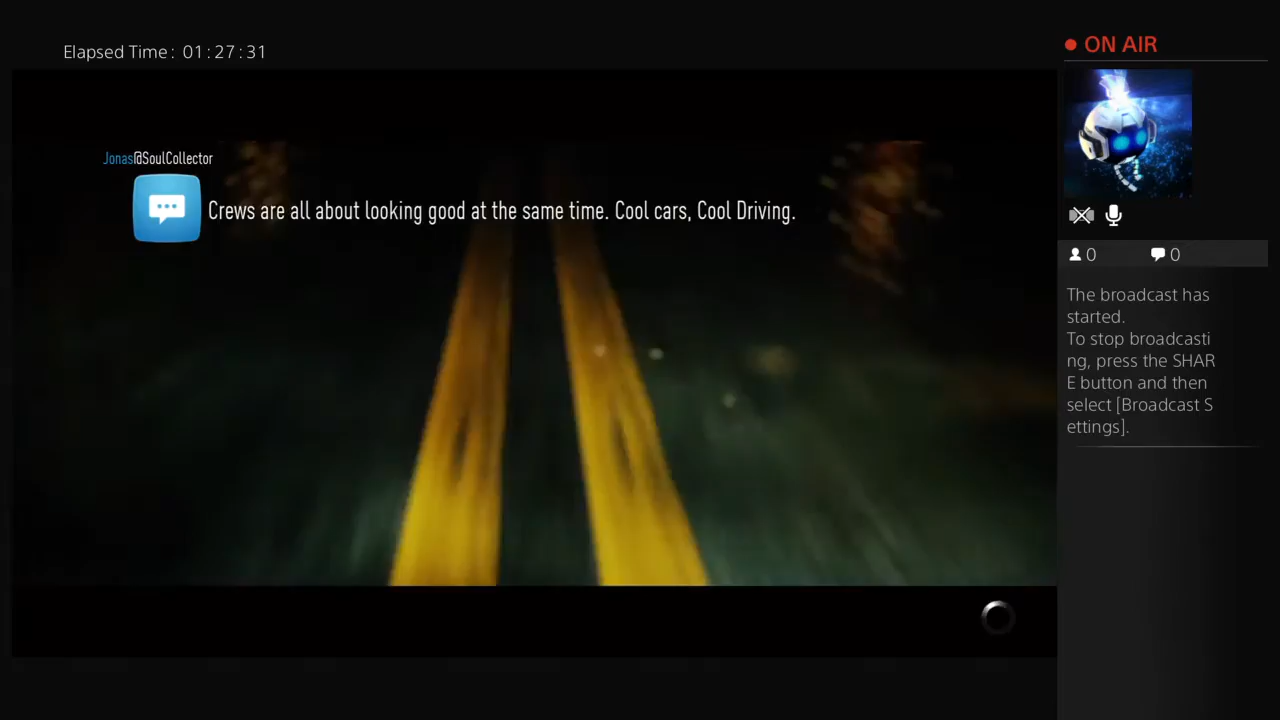 Elapsed Time: 01:27:31
ON AIR
Jonas@SoulCollector
Crews are all about looking good at the same time. Cool cars, Cool Driving.
0 0
The broadcast has
started.
To stop broadcasti
ng, press the SHAR
E button and then
select [Broadcast S
ettings].